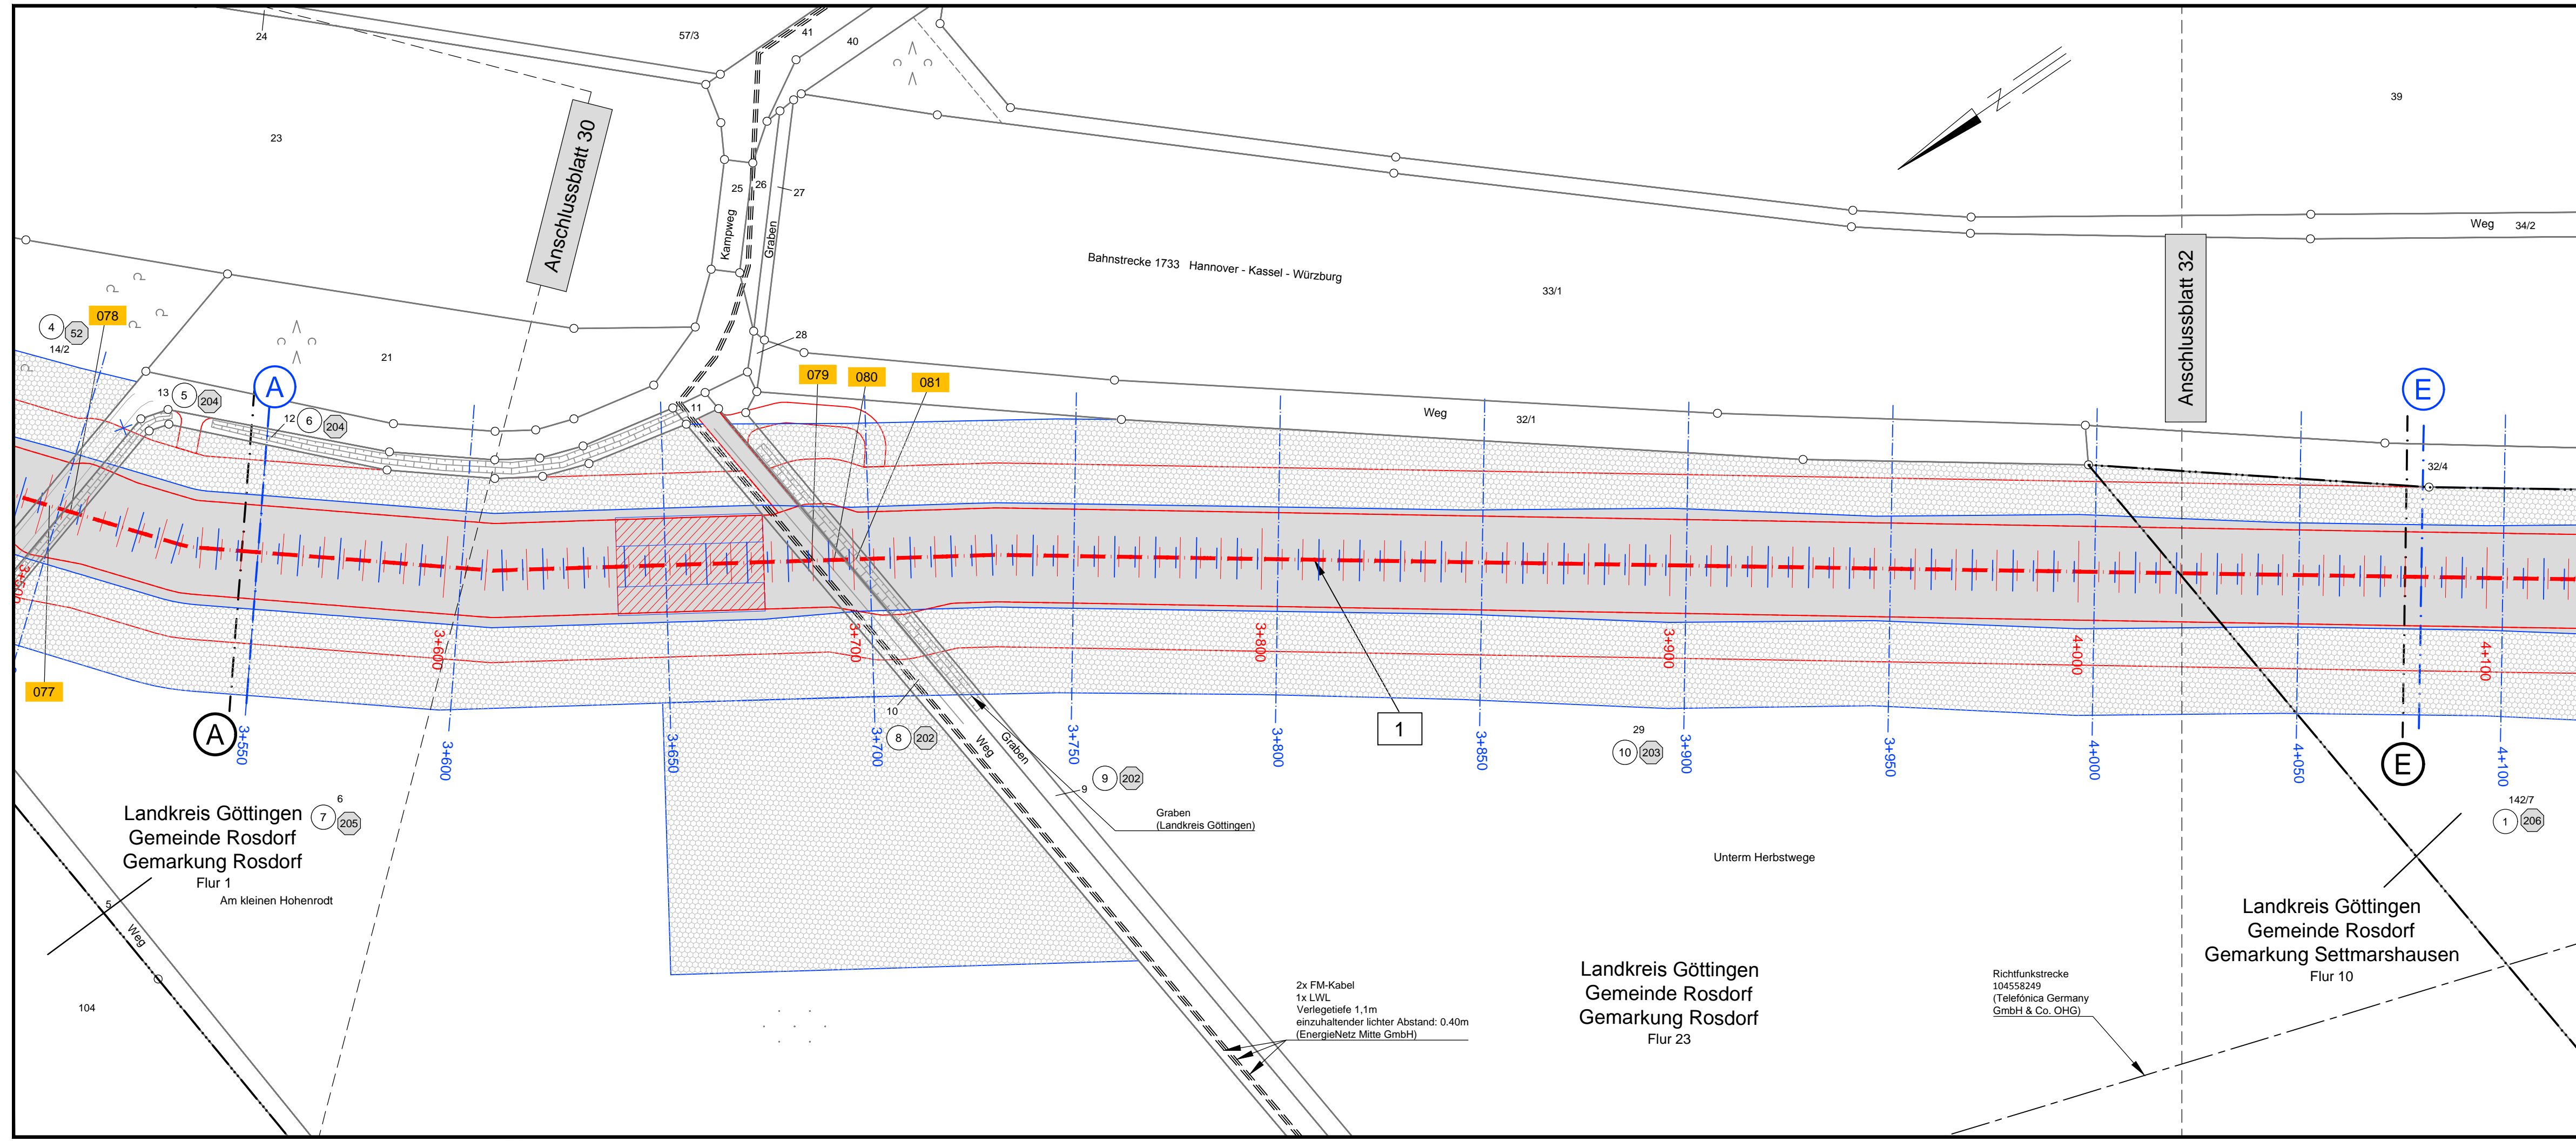 24
57/3
41
40
39
23
Anschlussblatt 30
25
26
27
Kampweg
Graben
Weg
34/2
Bahnstrecke 1733 Hannover - Kassel - Würzburg
33/1
Anschlussblatt 32
078
4
52
14/2
21
28
13
5
204
A
12
6
204
11
079
080
081
Weg
32/1
E
32/4
3+500
3+600
3+700
3+800
3+900
4+000
4+100
077
A
3+550
3+600
3+650
3+700
3+750
3+800
3+850
3+900
3+950
4+000
4+050
4+100
10
8
202
Weg
Graben
9
202
9
1
29
10
203
E
Graben
(Landkreis Göttingen)
6
7
205
Landkreis Göttingen
Gemeinde Rosdorf
Gemarkung Rosdorf
Flur 1
Am kleinen Hohenrodt
Unterm Herbstwege
142/7
1
206
5
Weg
104
Landkreis Göttingen
Gemeinde Rosdorf
Gemarkung Settmarshausen
Flur 10
2x FM-Kabel
1x LWL
Verlegetiefe 1,1m
einzuhaltender lichter Abstand: 0.40m
(EnergieNetz Mitte GmbH)
Landkreis Göttingen
Gemeinde Rosdorf
Gemarkung Rosdorf
Flur 23
Richtfunkstrecke
104558249
(Telefónica Germany
GmbH & Co. OHG)